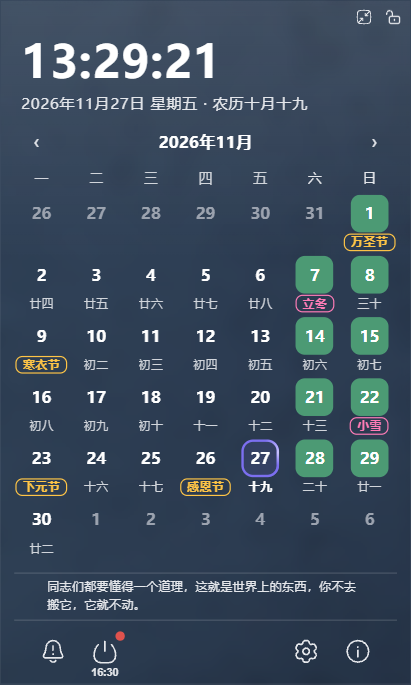 13:29:21
2026年11月27日 星期五 · 农历十月十九
‹ 2026年11月 ›
一 二 三 四 五 六 日
26 27 28 29 30 31 1
万圣节
2 3 4 5 6 7 8
廿四 廿五 廿六 廿七 廿八 立冬 三十
9 10 11 12 13 14 15
寒衣节 初二 初三 初四 初五 初六 初七
16 17 18 19 20 21 22
初八 初九 初十 十一 十二 十三 小雪
23 24 25 26 27 28 29
下元节 十六 十七 感恩节 十九 二十 廿一
30 1 2 3 4 5 6
廿二
同志们都要懂得一个道理，这就是世界上的东西，你不去
搬它，它就不动。
16:30